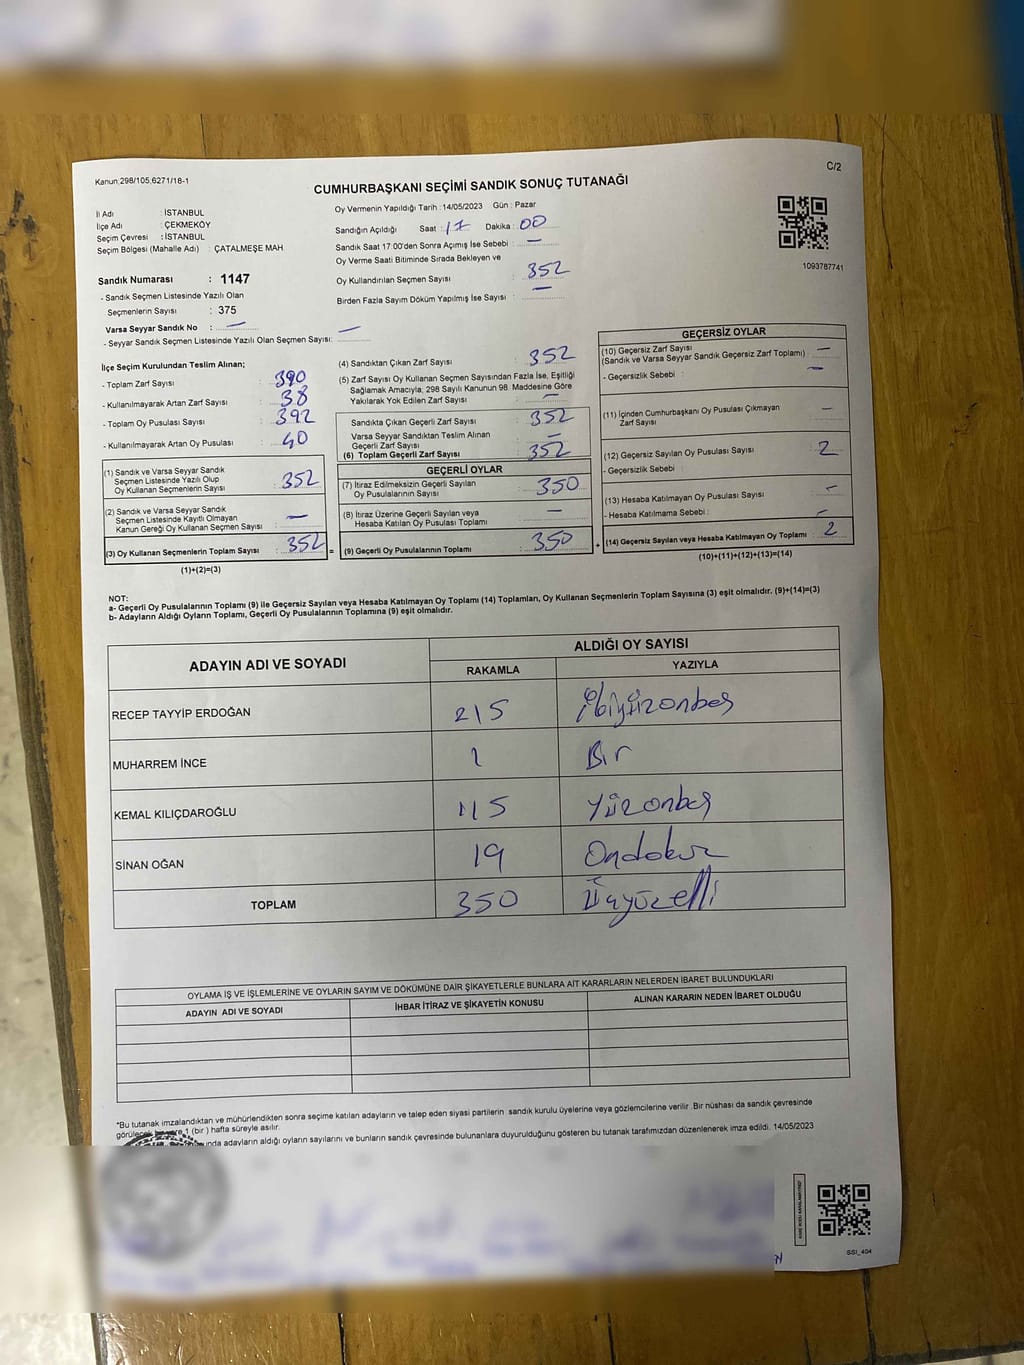 C/2
Kanun:298/105;6271/18-1
CUMHURBAŞKANI SEÇİMİ SANDIK SONUÇ TUTANAĞI
İl Adı : İSTANBUL
İlçe Adı : ÇEKMEKÖY
Seçim Çevresi : İSTANBUL
Seçim Bölgesi (Mahalle Adı) : ÇATALMEŞE MAH
Sandık Numarası : 1147
- Sandık Seçmen Listesinde Yazılı Olan
Seçmenlerin Sayısı : 375
Varsa Seyyar Sandık No : —
- Seyyar Sandık Seçmen Listesinde Yazılı Olan Seçmen Sayısı: —
Oy Vermenin Yapıldığı Tarih : 14/05/2023 Gün : Pazar
Sandığın Açıldığı Saat : 17 Dakika : 00
Sandık Saat 17:00'den Sonra Açımış İse Sebebi : —
Oy Verme Saati Bitiminde Sırada Bekleyen ve
Oy Kullandırılan Seçmen Sayısı : 352
Birden Fazla Sayım Döküm Yapılmış İse Sayısı : —
1093787741
İlçe Seçim Kurulundan Teslim Alınan;
- Toplam Zarf Sayısı : 390
- Kullanılmayarak Artan Zarf Sayısı : 38
- Toplam Oy Pusulası Sayısı : 392
- Kullanılmayarak Artan Oy Pusulası : 40
(1) Sandık ve Varsa Seyyar Sandık
Seçmen Listesinde Yazılı Olup
Oy Kullanan Seçmenlerin Sayısı : 352
(2) Sandık ve Varsa Seyyar Sandık
Seçmen Listesinde Kayıtlı Olmayan
Kanun Gereği Oy Kullanan Seçmen Sayısı : —
(3) Oy Kullanan Seçmenlerin Toplam Sayısı : 352 =
(1)+(2)=(3)
(4) Sandıktan Çıkan Zarf Sayısı : 352
(5) Zarf Sayısı Oy Kullanan Seçmen Sayısından Fazla İse, Eşitliği
Sağlamak Amacıyla, 298 Sayılı Kanunun 98. Maddesine Göre
Yakılarak Yok Edilen Zarf Sayısı : —
Sandıkta Çıkan Geçerli Zarf Sayısı : 352
Varsa Seyyar Sandıktan Teslim Alınan
Geçerli Zarf Sayısı : —
(6) Toplam Geçerli Zarf Sayısı : 352
GEÇERLİ OYLAR
(7) İtiraz Edilmeksizin Geçerli Sayılan
Oy Pusulalarının Sayısı : 350
(8) İtiraz Üzerine Geçerli Sayılan veya
Hesaba Katılan Oy Pusulası Toplamı : —
(9) Geçerli Oy Pusulalarının Toplamı : 350 +
GEÇERSİZ OYLAR
(10) Geçersiz Zarf Sayısı : —
(Sandık ve Varsa Seyyar Sandık Geçersiz Zarf Toplamı)
- Geçersizlik Sebebi :
(11) İçinden Cumhurbaşkanı Oy Pusulası Çıkmayan
Zarf Sayısı : —
(12) Geçersiz Sayılan Oy Pusulası Sayısı : 2
- Geçersizlik Sebebi :
(13) Hesaba Katılmayan Oy Pusulası Sayısı : —
- Hesaba Katılmama Sebebi : —
(14) Geçersiz Sayılan veya Hesaba Katılmayan Oy Toplamı : 2
(10)+(11)+(12)+(13)=(14)
NOT:
a- Geçerli Oy Pusulalarının Toplamı (9) ile Geçersiz Sayılan veya Hesaba Katılmayan Oy Toplamı (14) Toplamları, Oy Kullanan Seçmenlerin Toplam Sayısına (3) eşit olmalıdır. (9)+(14)=(3)
b- Adayların Aldığı Oyların Toplamı, Geçerli Oy Pusulalarının Toplamına (9) eşit olmalıdır.
ADAYIN ADI VE SOYADI ALDIĞI OY SAYISI
RAKAMLA YAZIYLA
RECEP TAYYİP ERDOĞAN 215 İkiyüzonbeş
MUHARREM İNCE 1 Bir
KEMAL KILIÇDAROĞLU 115 Yüzonbeş
SİNAN OĞAN 19 Ondokuz
TOPLAM 350 Üçyüzelli
OYLAMA İŞ VE İŞLEMLERİNE VE OYLARIN SAYIM VE DÖKÜMÜNE DAİR ŞİKAYETLERLE BUNLARA AİT KARARLARIN NELERDEN İBARET BULUNDUKLARI
ADAYIN ADI VE SOYADI İHBAR İTİRAZ VE ŞİKAYETİN KONUSU ALINAN KARARIN NEDEN İBARET OLDUĞU
*Bu tutanak imzalandıktan ve mühürlendikten sonra seçime katılan adayların ve talep eden siyasi partilerin sandık kurulu üyelerine veya gözlemcilerine verilir .Bir nüshası da sandık çevresinde
1 (bir ) hafta süreyle asılır.
adayların aldığı oyların sayılarını ve bunların sandık çevresinde bulunanlara duyurulduğunu gösteren bu tutanak tarafımızdan düzenlenerek imza edildi. 14/05/2023
SSI_404